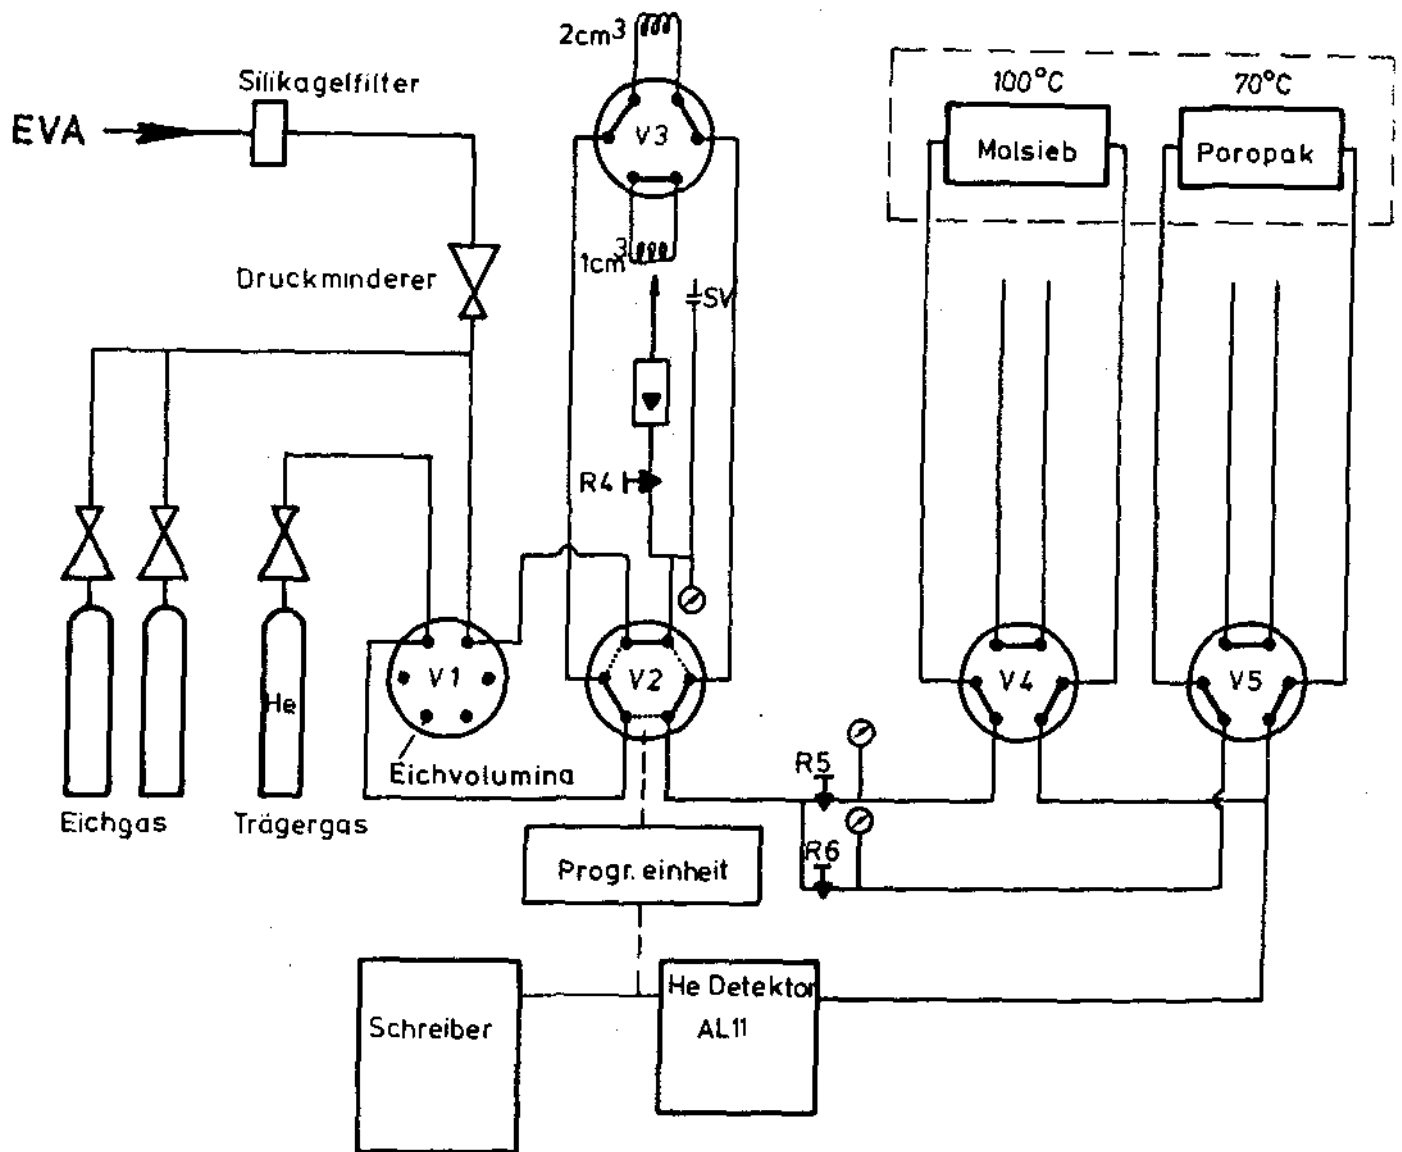 2cm³
Silikagelfilter
EVA
V3
100°C
70°C
Molsieb
Poropak
1cm³
Druckminderer
SV
R4
V1
V2
V4
V5
He
Eichvolumina
R5
Eichgas
Trägergas
R6
Progr. einheit
He Detektor
AL11
Schreiber